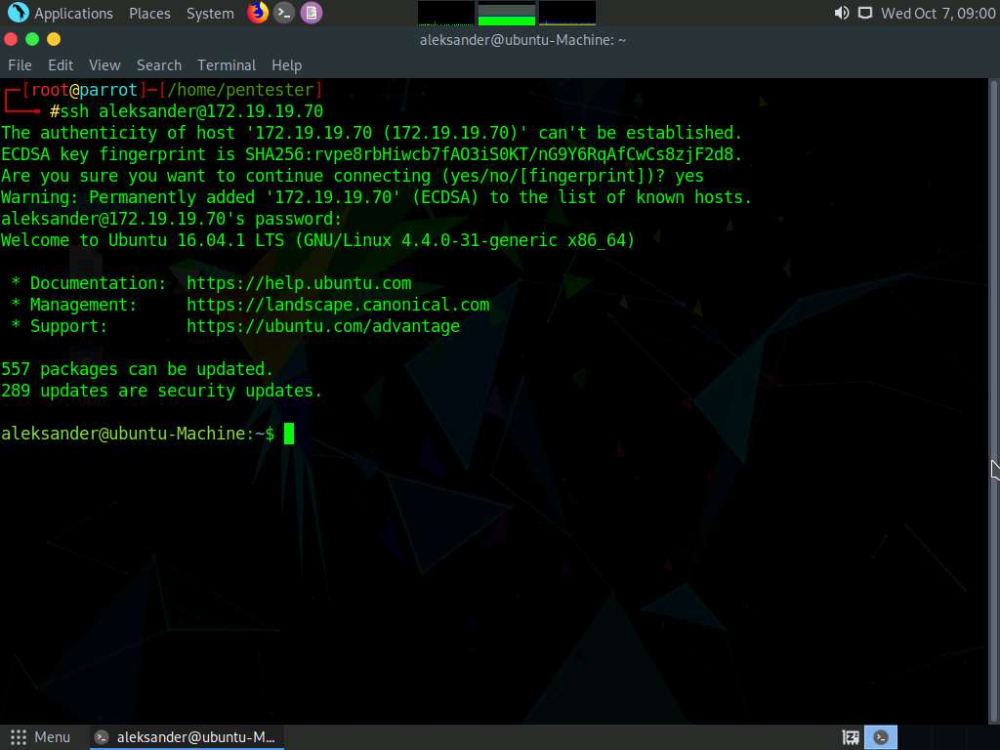 Applications Places System Wed Oct 7, 09:00
aleksander@ubuntu-Machine: ~
File Edit View Search Terminal Help
[root@parrot]─[/home/pentester]
#ssh aleksander@172.19.19.70
The authenticity of host '172.19.19.70 (172.19.19.70)' can't be established.
ECDSA key fingerprint is SHA256:rvpe8rbHiwcb7fAO3iS0KT/nG9Y6RqAfCwCs8zjF2d8.
Are you sure you want to continue connecting (yes/no/[fingerprint])? yes
Warning: Permanently added '172.19.19.70' (ECDSA) to the list of known hosts.
aleksander@172.19.19.70's password:
Welcome to Ubuntu 16.04.1 LTS (GNU/Linux 4.4.0-31-generic x86_64)
* Documentation: https://help.ubuntu.com
* Management: https://landscape.canonical.com
* Support: https://ubuntu.com/advantage
557 packages can be updated.
289 updates are security updates.
aleksander@ubuntu-Machine:~$
Menu aleksander@ubuntu-M...